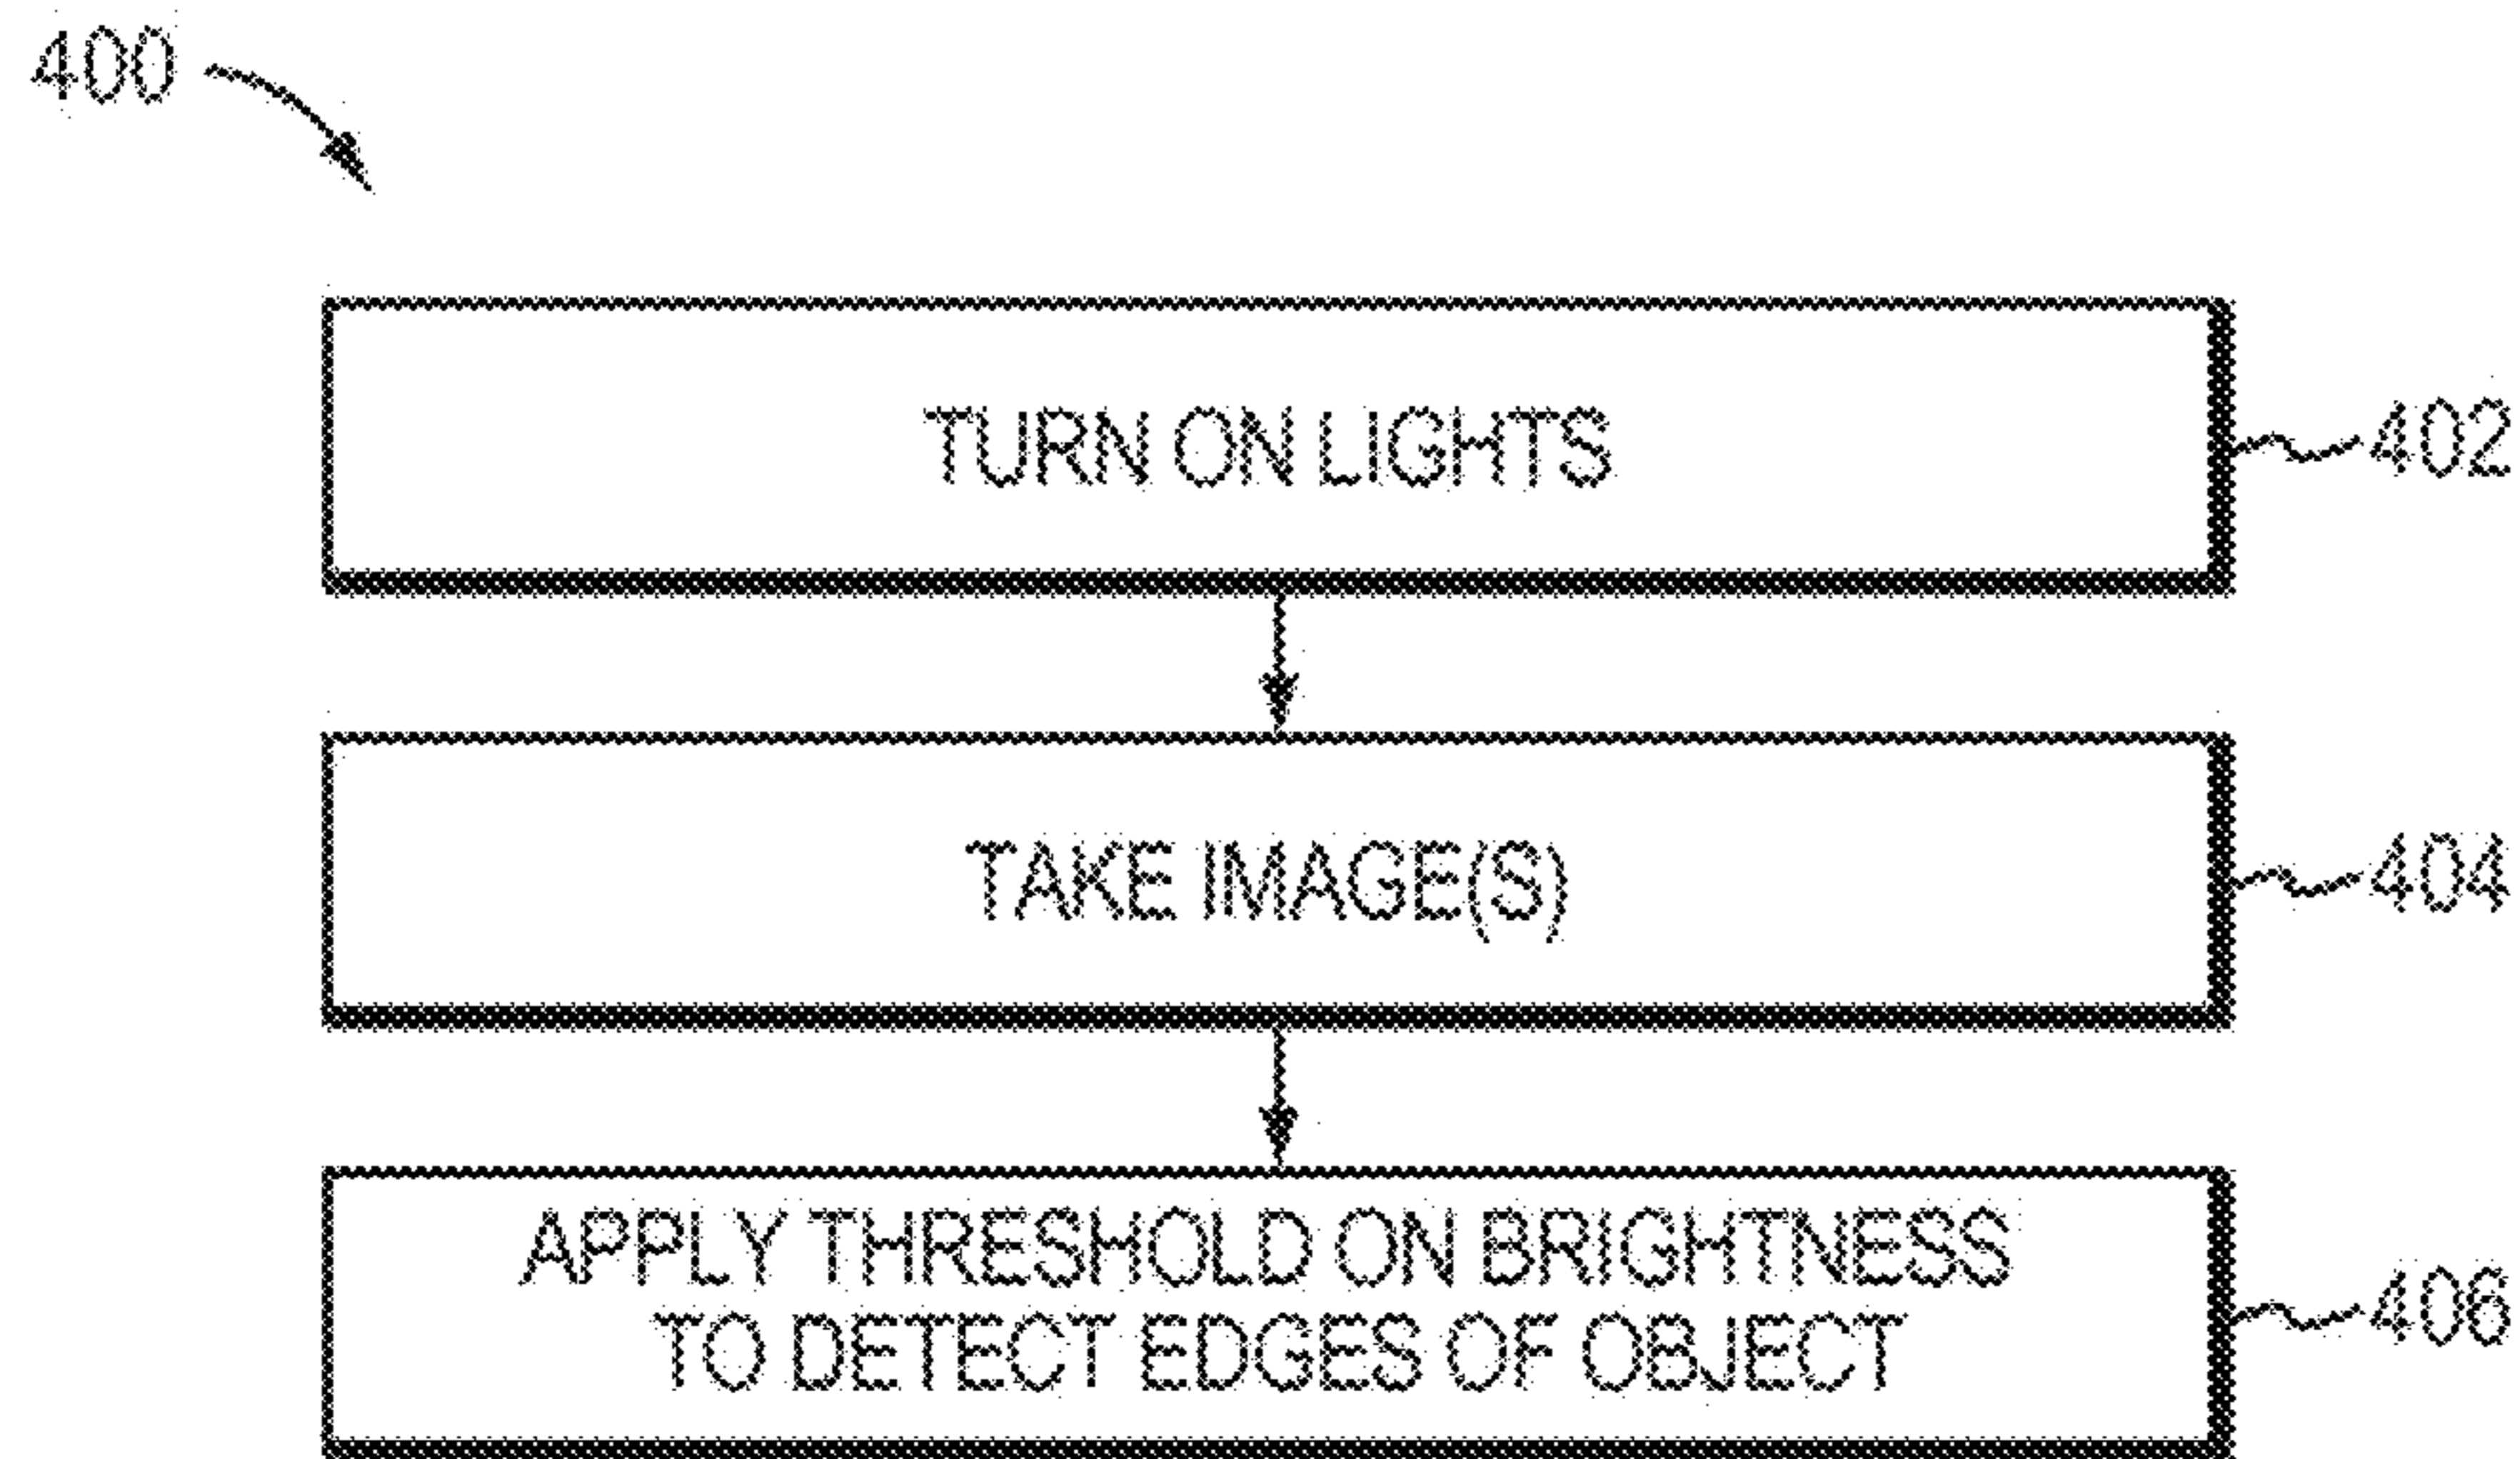 400
TURN ON LIGHTS
402
TAKE IMAGE(S)
404
APPLY THRESHOLD ON BRIGHTNESS
TO DETECT EDGES OF OBJECT
406